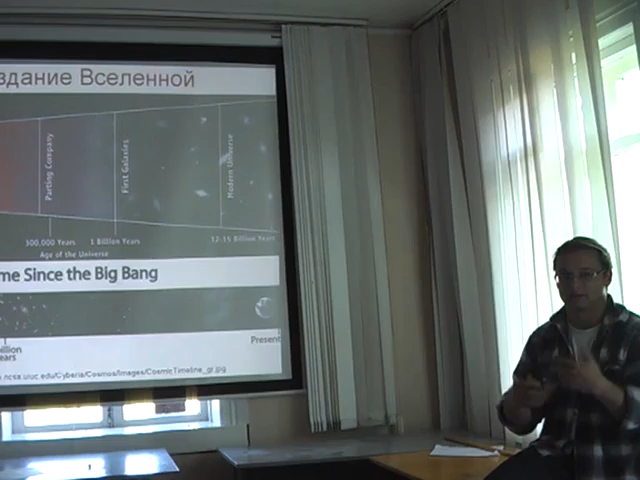 здание Вселенной
Parting Company
First Galaxies
Modern Universe
300,000 Years
1 Billion Years
12-15 Billion Years
Age of the Universe
me Since the Big Bang
Present
illion
ears
.ncsa.uiuc.edu/Cyberia/Cosmos/Images/CosmicTimeline_gr.jpg